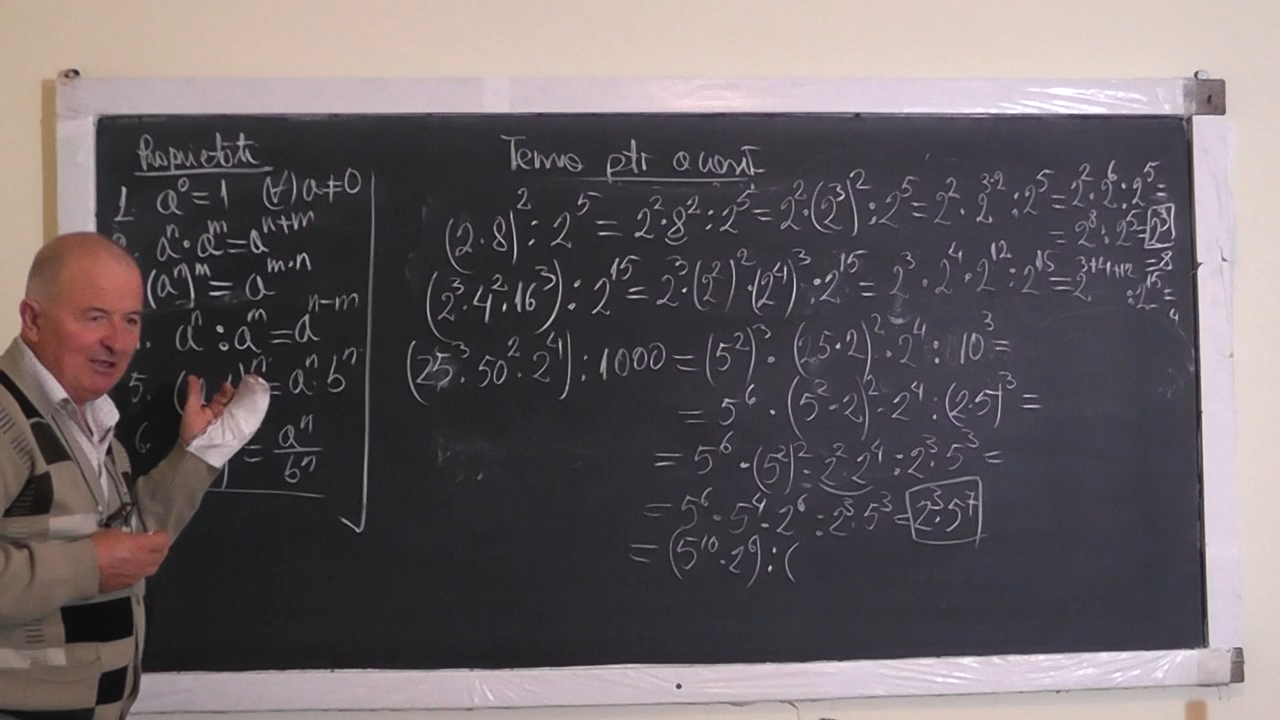 Proprietăți
1 a⁰=1 (∀) a≠0
aⁿ·aᵐ=aⁿ⁺ᵐ
(aⁿ)ᵐ=aᵐ·ⁿ
aⁿ:aᵐ=aⁿ⁻ᵐ
5. =aⁿ·bⁿ
6. =aⁿ/bⁿ
Tema ptr acasă
(2·8)²:2⁵=2²·8²:2⁵=2²·(2³)²:2⁵=2²·2³·²:2⁵=2²·2⁶:2⁵=
=2⁸:2⁵=2³
=8
(2³·4²·16³):2¹⁵=2³·(2²)²·(2⁴)³:2¹⁵=2³·2⁴·2¹²:2¹⁵=2³⁺⁴⁺¹²
:2¹⁵=
(25³·50²·2⁴):1000=(5²)³·(25·2)²·2⁴:10³=
=5⁶·(5²·2)²·2⁴:(2·5)³=
=5⁶·(5²)²·2²·2⁴:2³·5³=
=5⁶·5⁴·2⁶:2³·5³=2³·5⁷
=(5¹⁰·2⁶):(